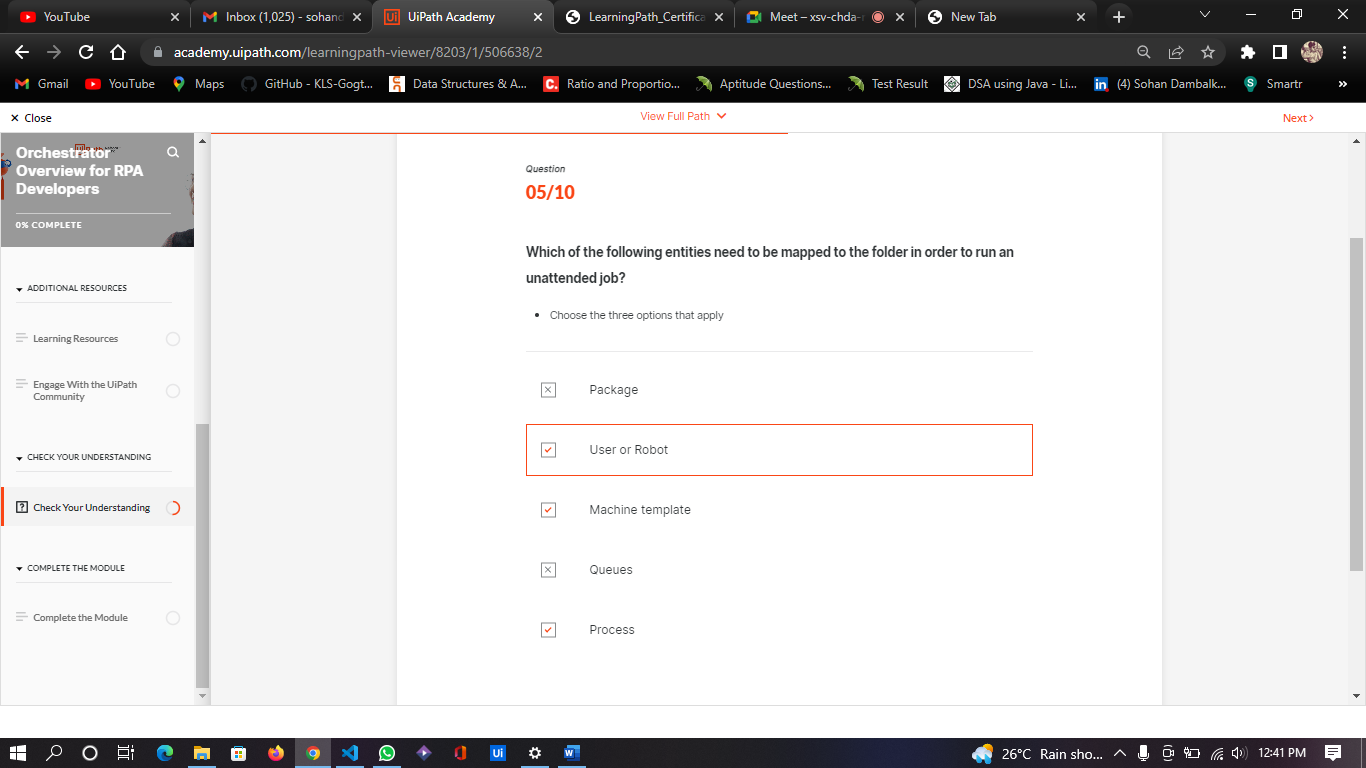 YouTube
Inbox (1,025) - sohand
UiPath Academy
LearningPath_Certifica
Meet – xsv-chda-
New Tab
academy.uipath.com/learningpath-viewer/8203/1/506638/2
Gmail
YouTube
Maps
GitHub - KLS-Gogt...
Data Structures & A...
Ratio and Proportio...
Aptitude Questions...
Test Result
DSA using Java - Li...
(4) Sohan Dambalk...
Smartr
Close
View Full Path
Next
Orchestrator
Overview for RPA
Developers
0% COMPLETE
ADDITIONAL RESOURCES
Learning Resources
Engage With the UiPath
Community
CHECK YOUR UNDERSTANDING
Check Your Understanding
COMPLETE THE MODULE
Complete the Module
Question
05/10
Which of the following entities need to be mapped to the folder in order to run an
unattended job?
Choose the three options that apply
Package
User or Robot
Machine template
Queues
Process
26°C Rain sho...
12:41 PM